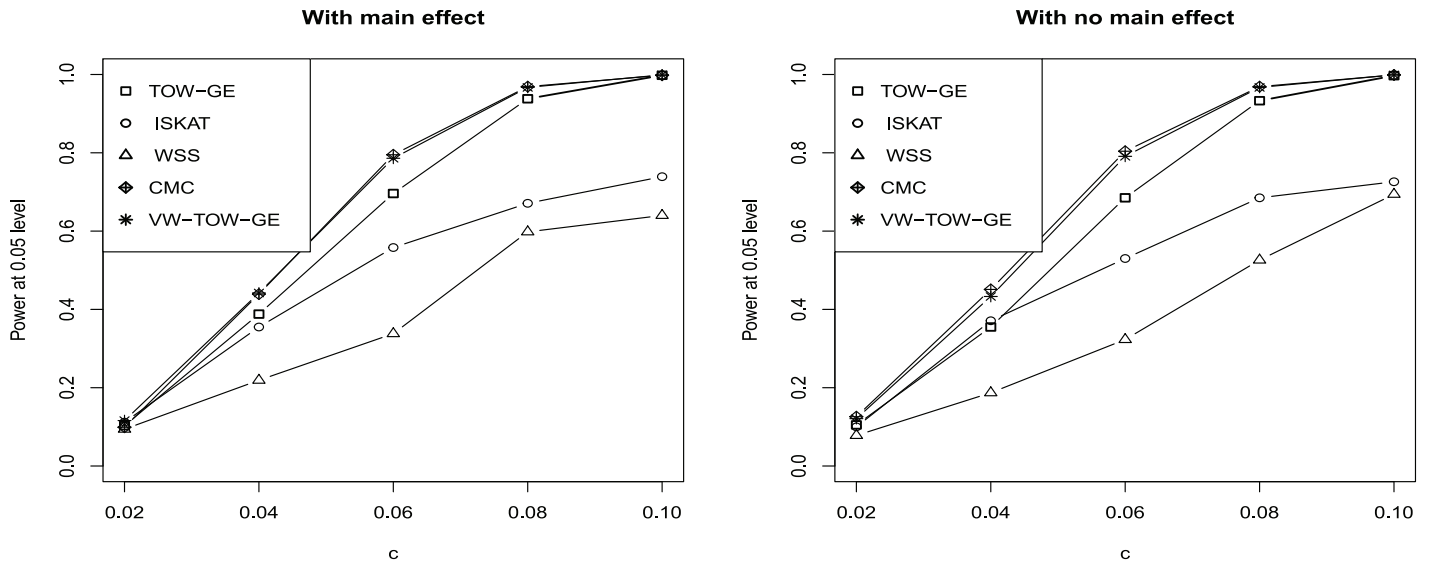 With main effect
TOW-GE
ISKAT
WSS
CMC
VW-TOW-GE
Power at 0.05 level
1.0
0.8
0.6
0.4
0.2
0.0
0.02 0.04 0.06 0.08 0.10
c
With no main effect
TOW-GE
ISKAT
WSS
CMC
VW-TOW-GE
Power at 0.05 level
1.0
0.8
0.6
0.4
0.2
0.0
0.02 0.04 0.06 0.08 0.10
c